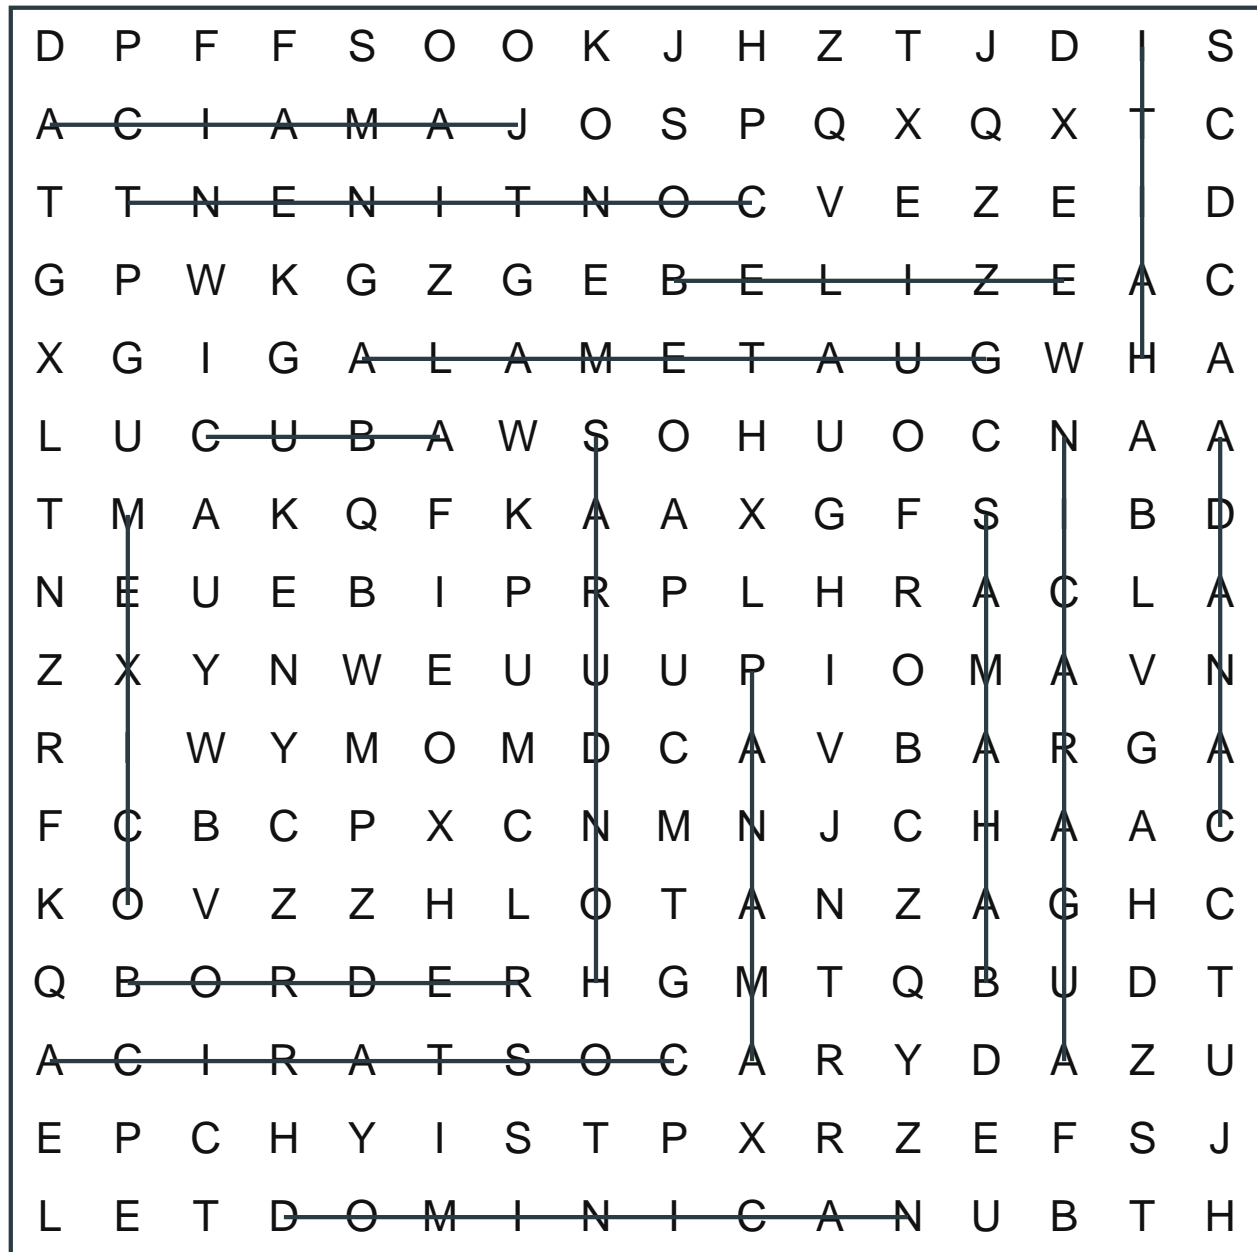 D P F F S O O K J H Z T J D I S
A C I A M A J O S P Q X Q X T C
T T N E N I T N O C V E Z E I D
G P W K G Z G E B E L I Z E A C
X G I G A L A M E T A U G W H A
L U C U B A W S O H U O C N A A
T M A K Q F K A A X G F S I B D
N E U E B I P R P L H R A C L A
Z X Y N W E U U U P I O M A V N
R I W Y M O M D C A V B A R G A
F C B C P X C N M N J C H A A C
K O V Z Z H L O T A N Z A G H C
Q B O R D E R H G M T Q B U D T
A C I R A T S O C A R Y D A Z U
E P C H Y I S T P X R Z E F S J
L E T D O M I N I C A N U B T H